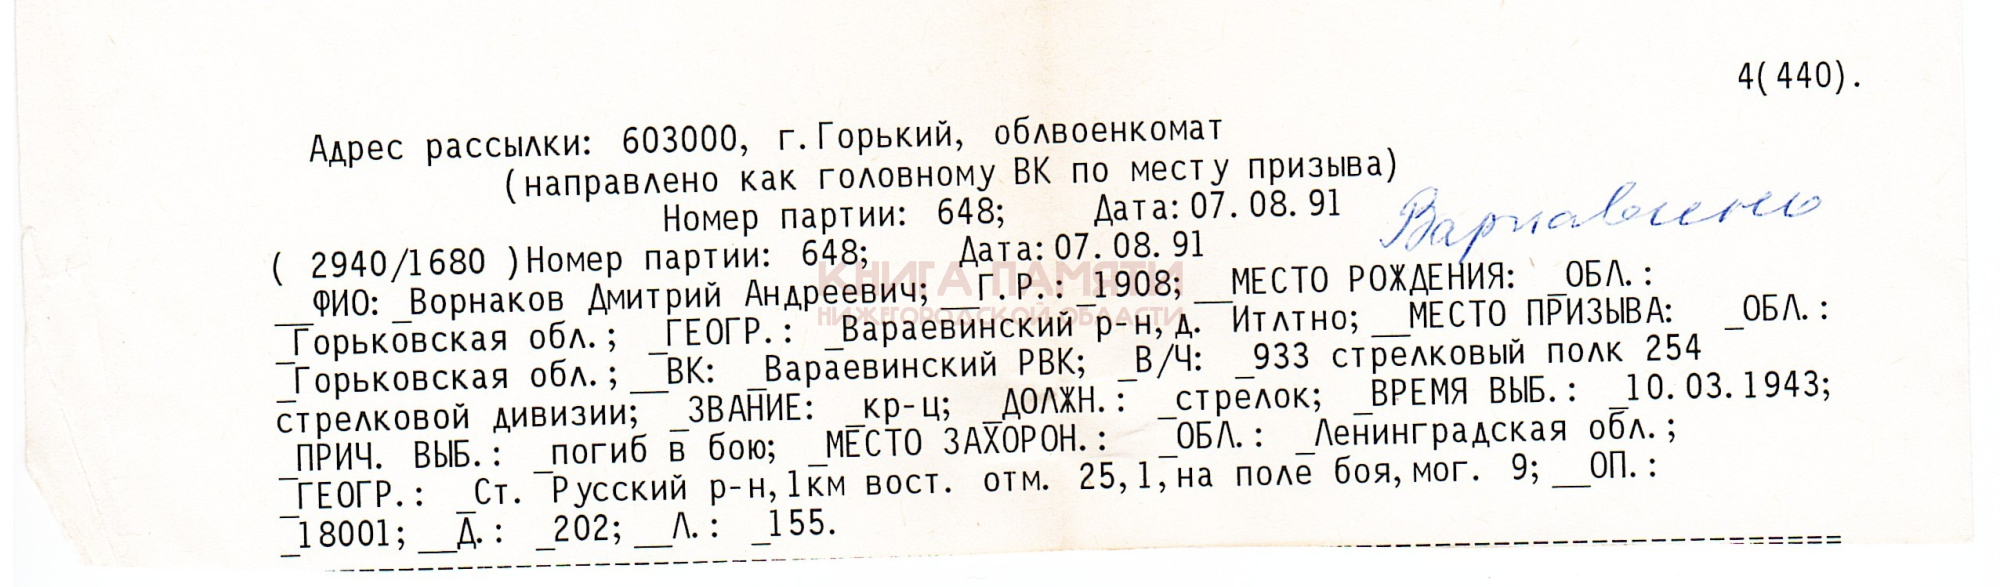 4(440).
Адрес рассылки: 603000, г.Горький, облвоенкомат
(направлено как головному ВК по месту призыва)
Номер партии: 648; Дата:07.08.91
Варнавино
( 2940/1680 )Номер партии: 648; Дата:07.08.91
__ФИО: _Ворнаков Дмитрий Андреевич; __Г.Р.: _1908; __МЕСТО РОЖДЕНИЯ: _ОБЛ.:
_Горьковская обл.; _ГЕОГР.: _Вараевинский р-н,д. Итлтно; __МЕСТО ПРИЗЫВА: _ОБЛ.:
_Горьковская обл.; __ВК: _Вараевинский РВК; _В/Ч: _933 стрелковый полк 254
стрелковой дивизии; _ЗВАНИЕ: _кр-ц; _ДОЛЖН.: _стрелок; _ВРЕМЯ ВЫБ.: _10.03.1943;
_ПРИЧ. ВЫБ.: _погиб в бою; _МЕСТО ЗАХОРОН.: _ОБЛ.: _Ленинградская обл.;
_ГЕОГР.: _Ст. Русский р-н,1км вост. отм. 25,1,на поле боя,мог. 9; __ОП.:
_18001; __Д.: _202; __Л.: _155.
КНИГА ПАМЯТИ
НИЖЕГОРОДСКОЙ ОБЛАСТИ